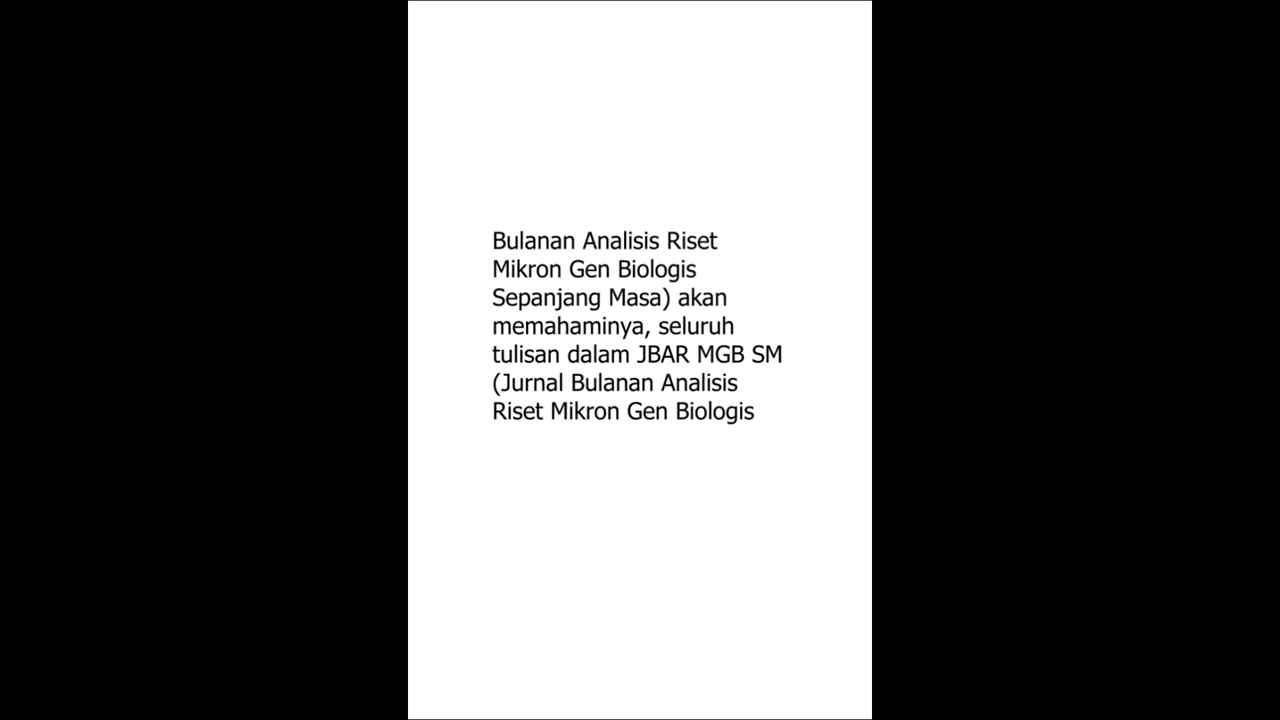 Bulanan Analisis Riset
Mikron Gen Biologis
Sepanjang Masa) akan
memahaminya, seluruh
tulisan dalam JBAR MGB SM
(Jurnal Bulanan Analisis
Riset Mikron Gen Biologis